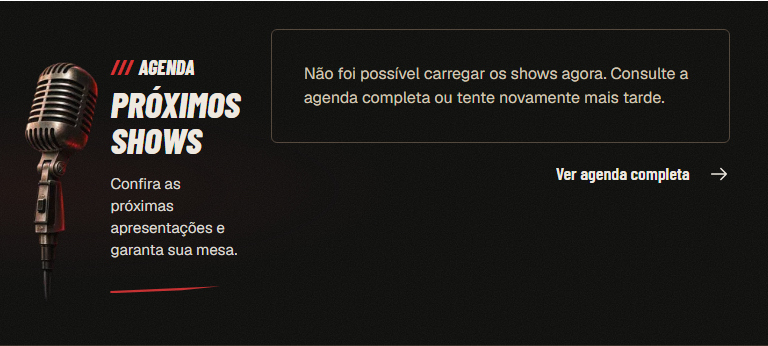 /// AGENDA
PRÓXIMOS
SHOWS
Confira as
próximas
apresentações e
garanta sua mesa.
Não foi possível carregar os shows agora. Consulte a
agenda completa ou tente novamente mais tarde.
Ver agenda completa →